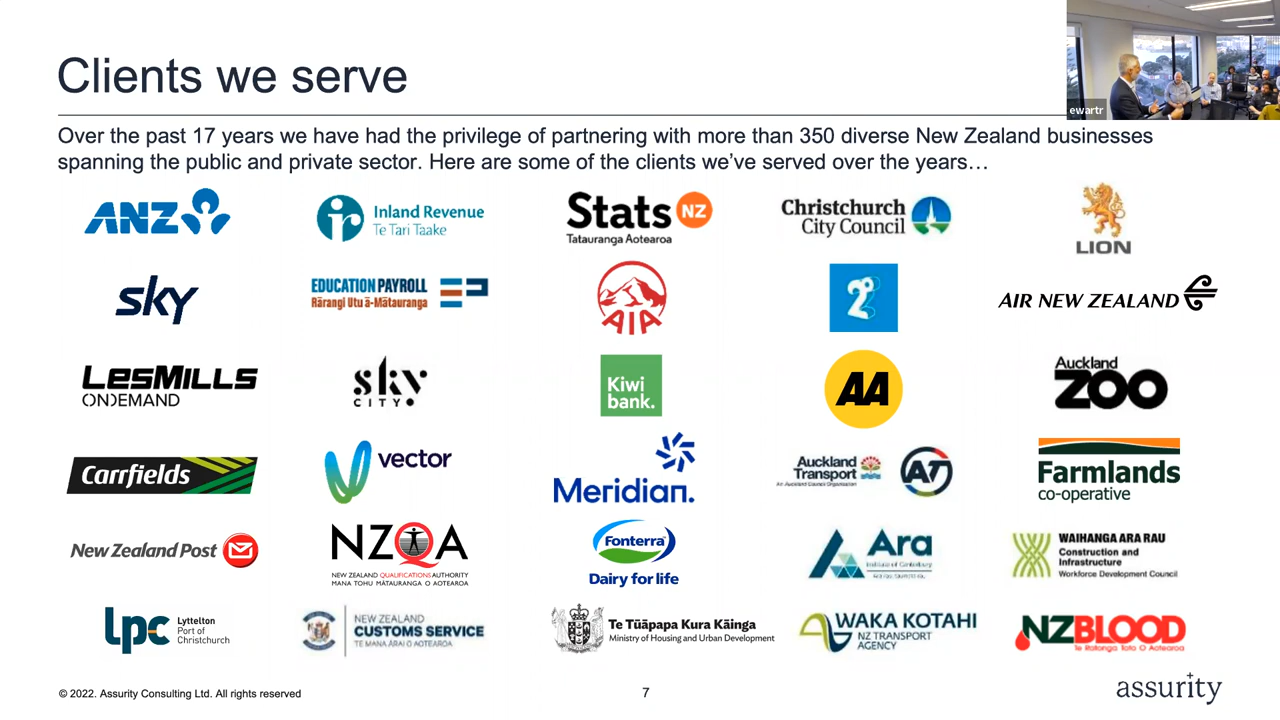 Clients we serve
ewartr
Over the past 17 years we have had the privilege of partnering with more than 350 diverse New Zealand businesses
spanning the public and private sector. Here are some of the clients we’ve served over the years…
ANZ
ir Inland Revenue
Te Tari Taake
Stats NZ
Tatauranga Aotearoa
Christchurch
City Council
LION
sky
EDUCATION PAYROLL
Rārangi Utu ā-Mātauranga
AIA
2°
AIR NEW ZEALAND
LESMILLS
ONDEMAND
sky
CITY
Kiwi
bank.
AA
Auckland
ZOO
Carrfields
vector
Meridian.
Auckland
Transport
An Auckland Council Organisation
AT
Farmlands
co-operative
New Zealand Post
NZQA
NEW ZEALAND QUALIFICATIONS AUTHORITY
MANA TOHU MĀTAURANGA O AOTEAROA
Fonterra
Dairy for life
Ara
Institute of Canterbury
WAIHANGA ARA RAU
Construction and
Infrastructure
Workforce Development Council
lpc
Lyttelton
Port of
Christchurch
NEW ZEALAND
CUSTOMS SERVICE
TE MANA ĀRAI O AOTEAROA
Te Tūāpapa Kura Kāinga
Ministry of Housing and Urban Development
WAKA KOTAHI
NZ TRANSPORT
AGENCY
NZBLOOD
Te Ratonga Toto O Aotearoa
© 2022. Assurity Consulting Ltd. All rights reserved
7
assurity